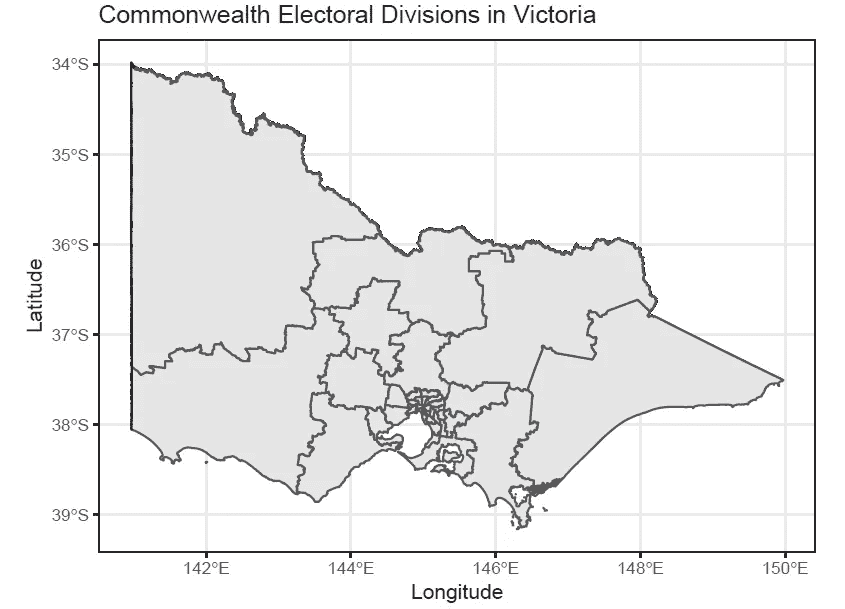 Commonwealth Electoral Divisions in Victoria
34°S
35°S
36°S
37°S
38°S
39°S
Latitude
142°E
144°E
146°E
148°E
150°E
Longitude